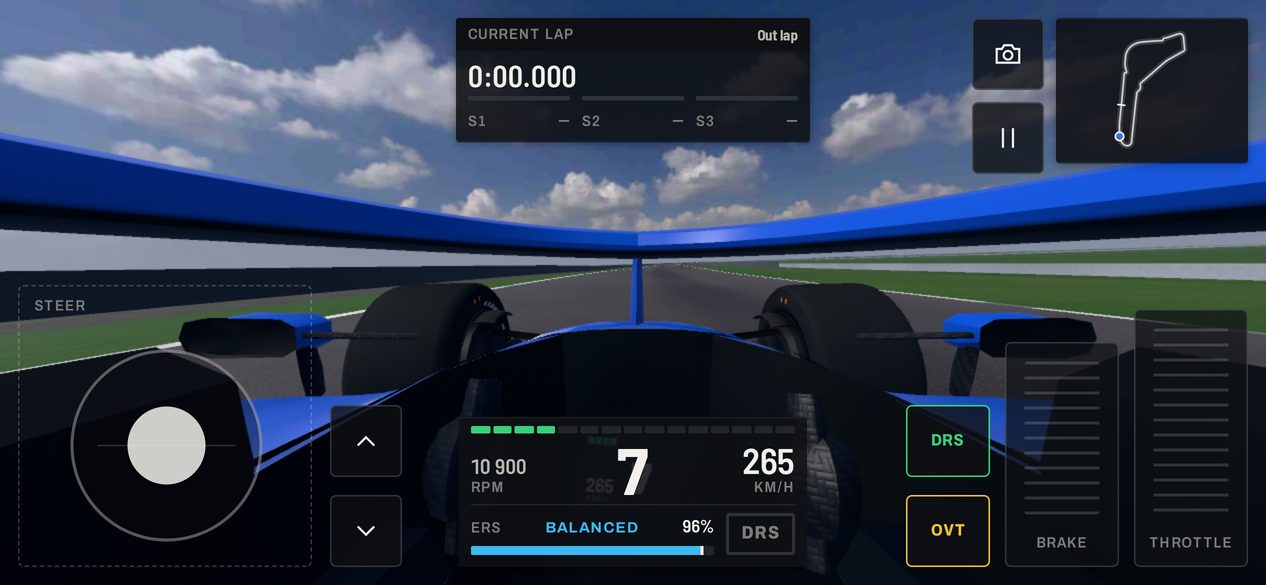 CURRENT LAP Out lap
0:00.000
S1 – S2 – S3 –
STEER
10 900
RPM
7
265
KM/H
265
ERS BALANCED 96% DRS
DRS
OVT
BRAKE
THROTTLE